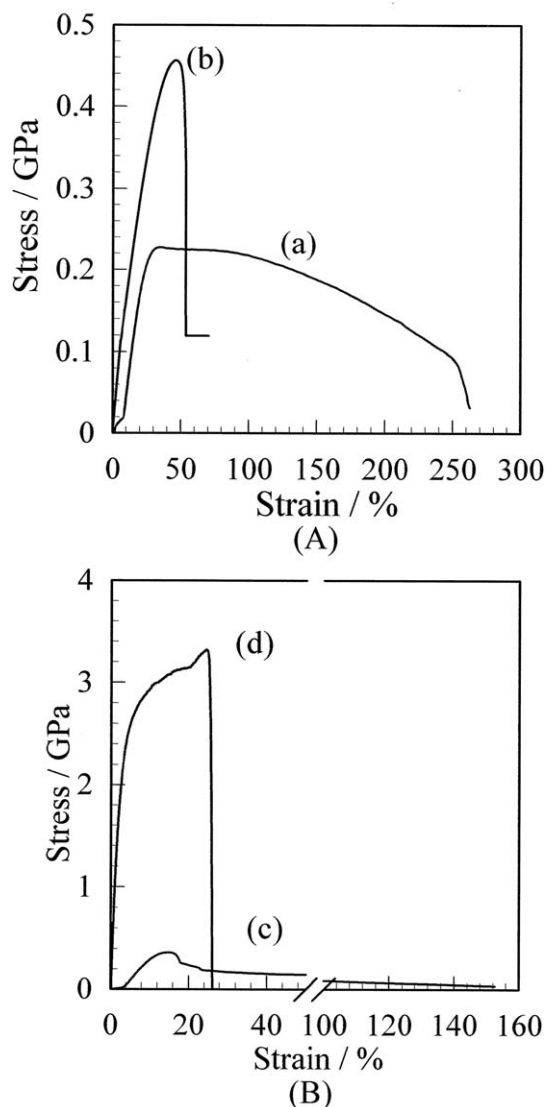 0.5
(b)
0.4
0.3
Stress / GPa
(a)
0.2
0.1
0
0 50 100 150 200 250 300
Strain / %
(A)
4
(d)
3
Stress / GPa
2
1
(c)
0
0 20 40 100 120 140 160
Strain / %
(B)